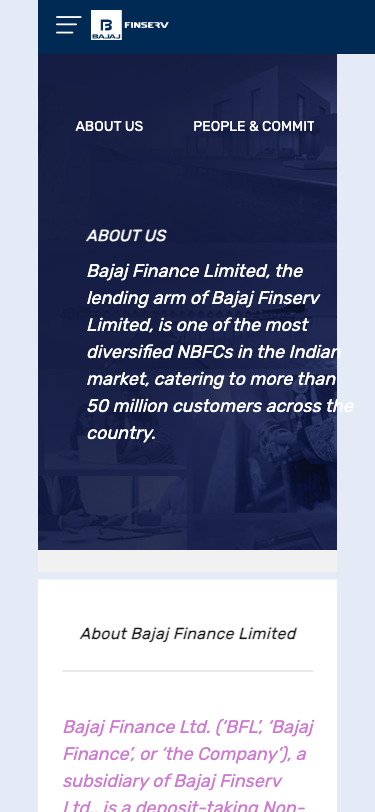 B
BAJAJ
FINSERV
ABOUT US
PEOPLE & COMMIT
ABOUT US
Bajaj Finance Limited, the
lending arm of Bajaj Finserv
Limited, is one of the most
diversified NBFCs in the Indian
market, catering to more than
50 million customers across the
country.
About Bajaj Finance Limited
Bajaj Finance Ltd. (‘BFL’, ‘Bajaj
Finance’, or ‘the Company’), a
subsidiary of Bajaj Finserv
Ltd., is a deposit-taking Non-